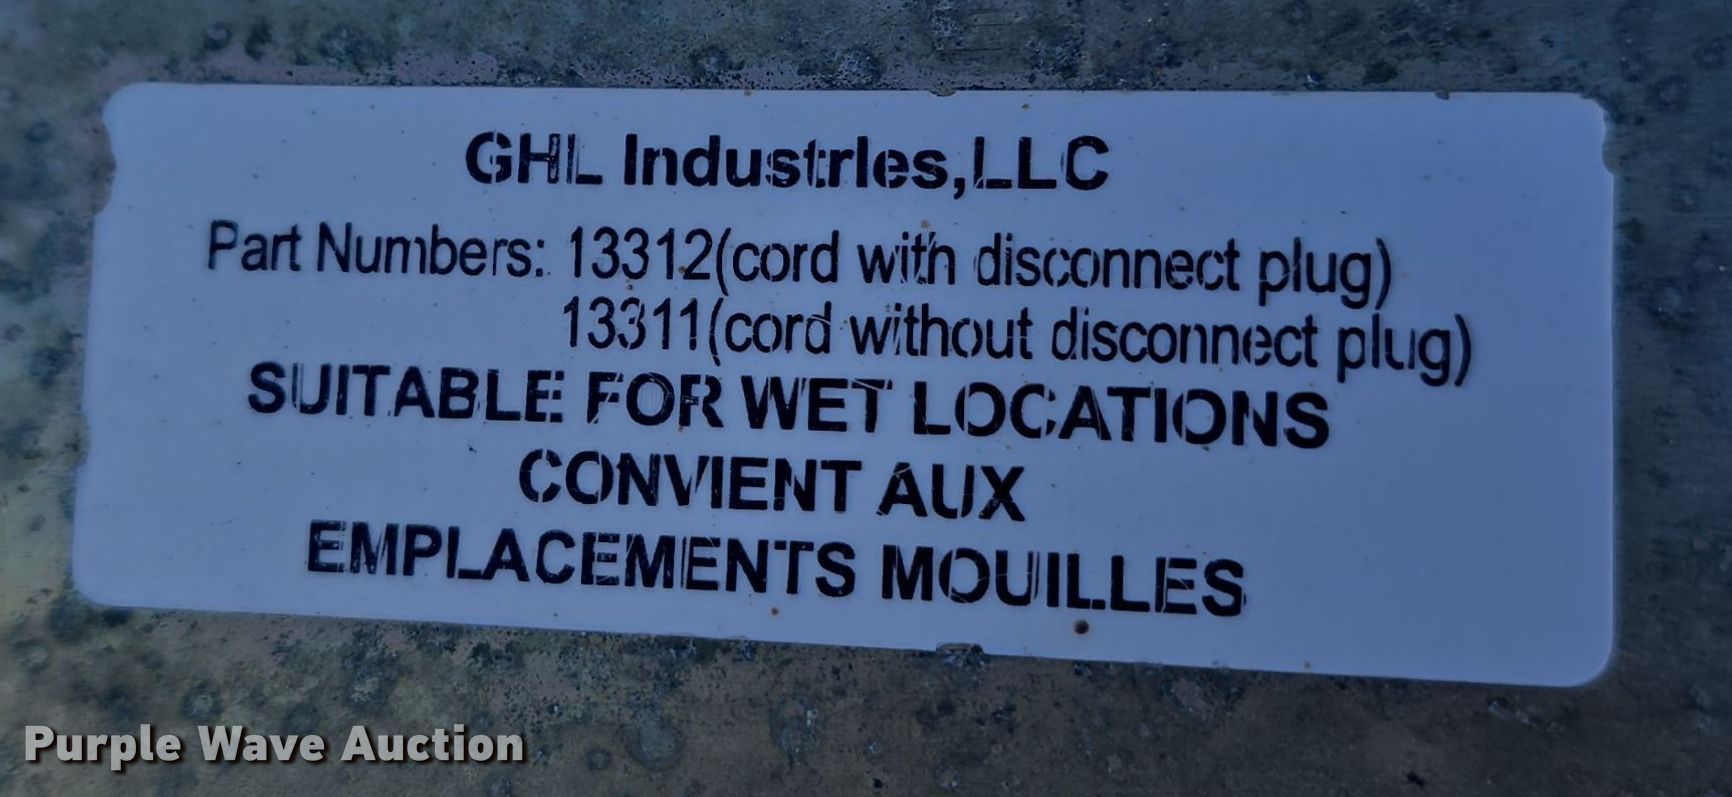 GHL Industries,LLC
Part Numbers: 13312(cord with disconnect plug)
13311(cord without disconnect plug)
SUITABLE FOR WET LOCATIONS
CONVIENT AUX
EMPLACEMENTS MOUILLES
Purple Wave Auction